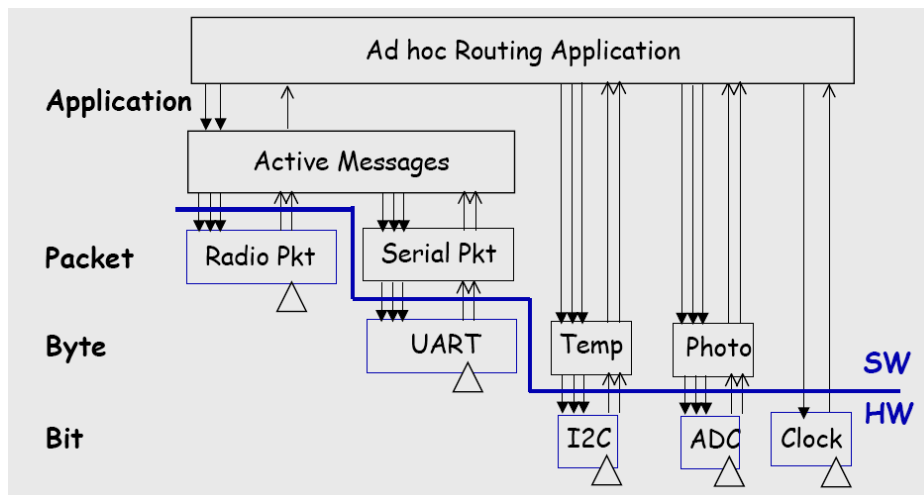 Ad hoc Routing Application
Application
Active Messages
Packet
Radio Pkt
Serial Pkt
Byte
UART
Temp
Photo
SW
HW
Bit
I2C
ADC
Clock